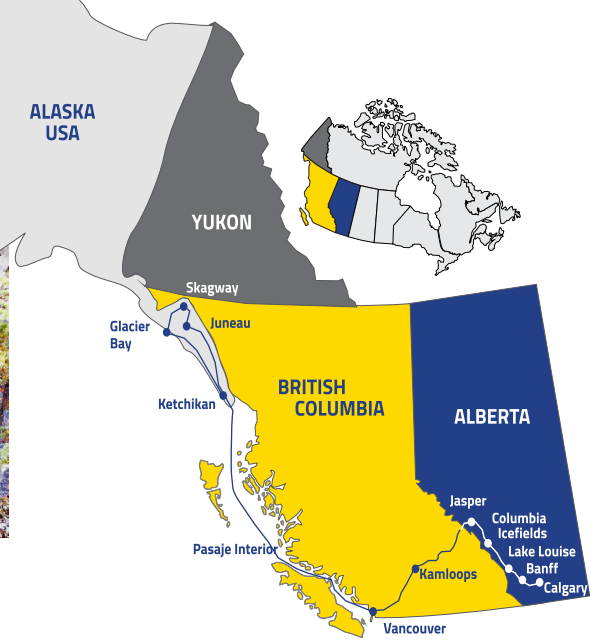 ALASKA
USA
YUKON
Skagway
Glacier
Bay
Juneau
Ketchikan
BRITISH
COLUMBIA
ALBERTA
Jasper
Columbia
Icefields
Lake Louise
Banff
Calgary
Pasaje Interior
Kamloops
Vancouver